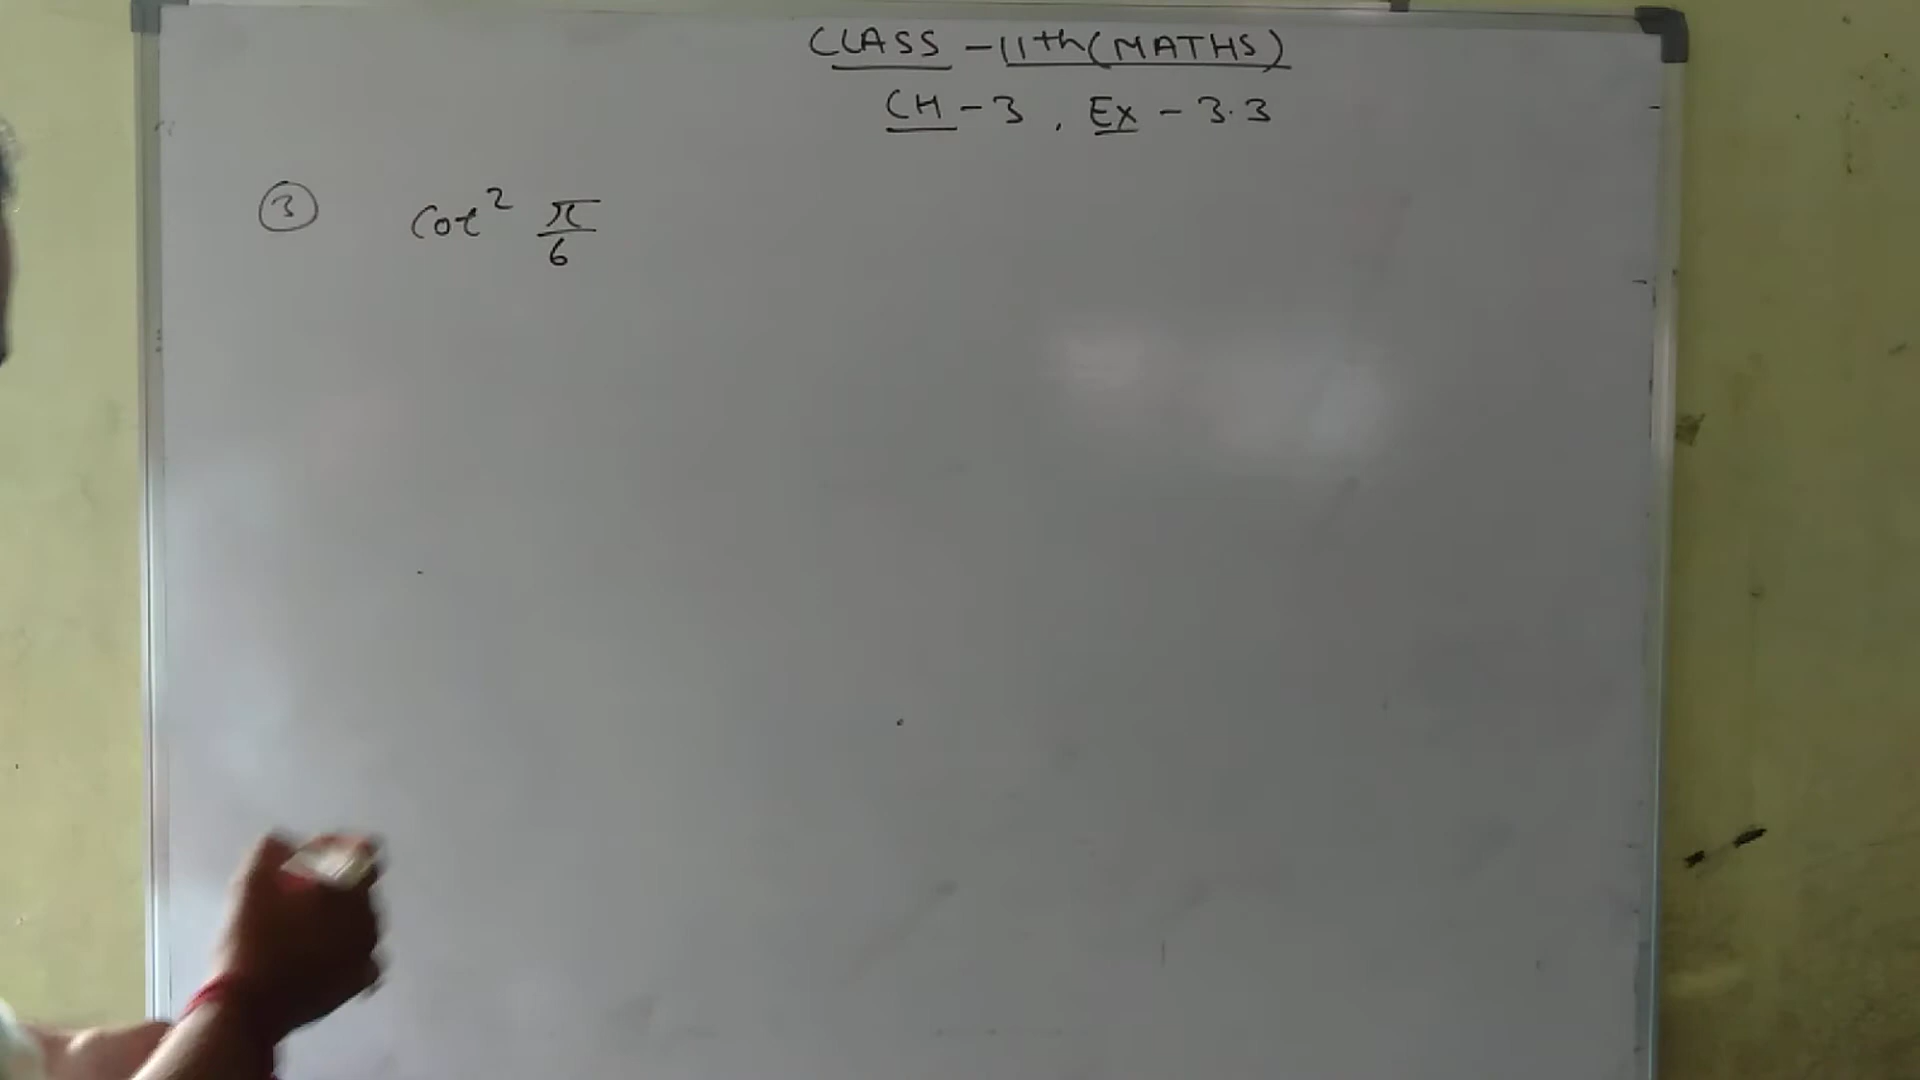 CLASS - 11th (MATHS)
CH - 3 , Ex - 3.3
③ Cot² π/6